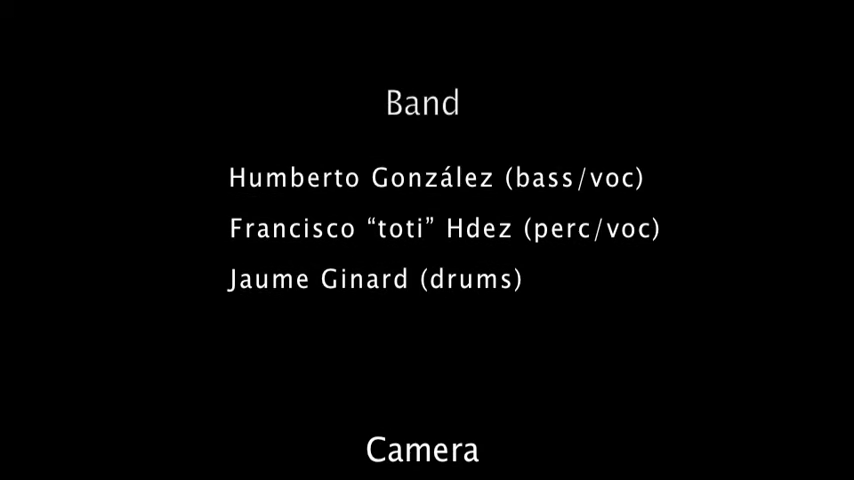 Band
Humberto González (bass/voc)
Francisco “toti” Hdez (perc/voc)
Jaume Ginard (drums)
Camera